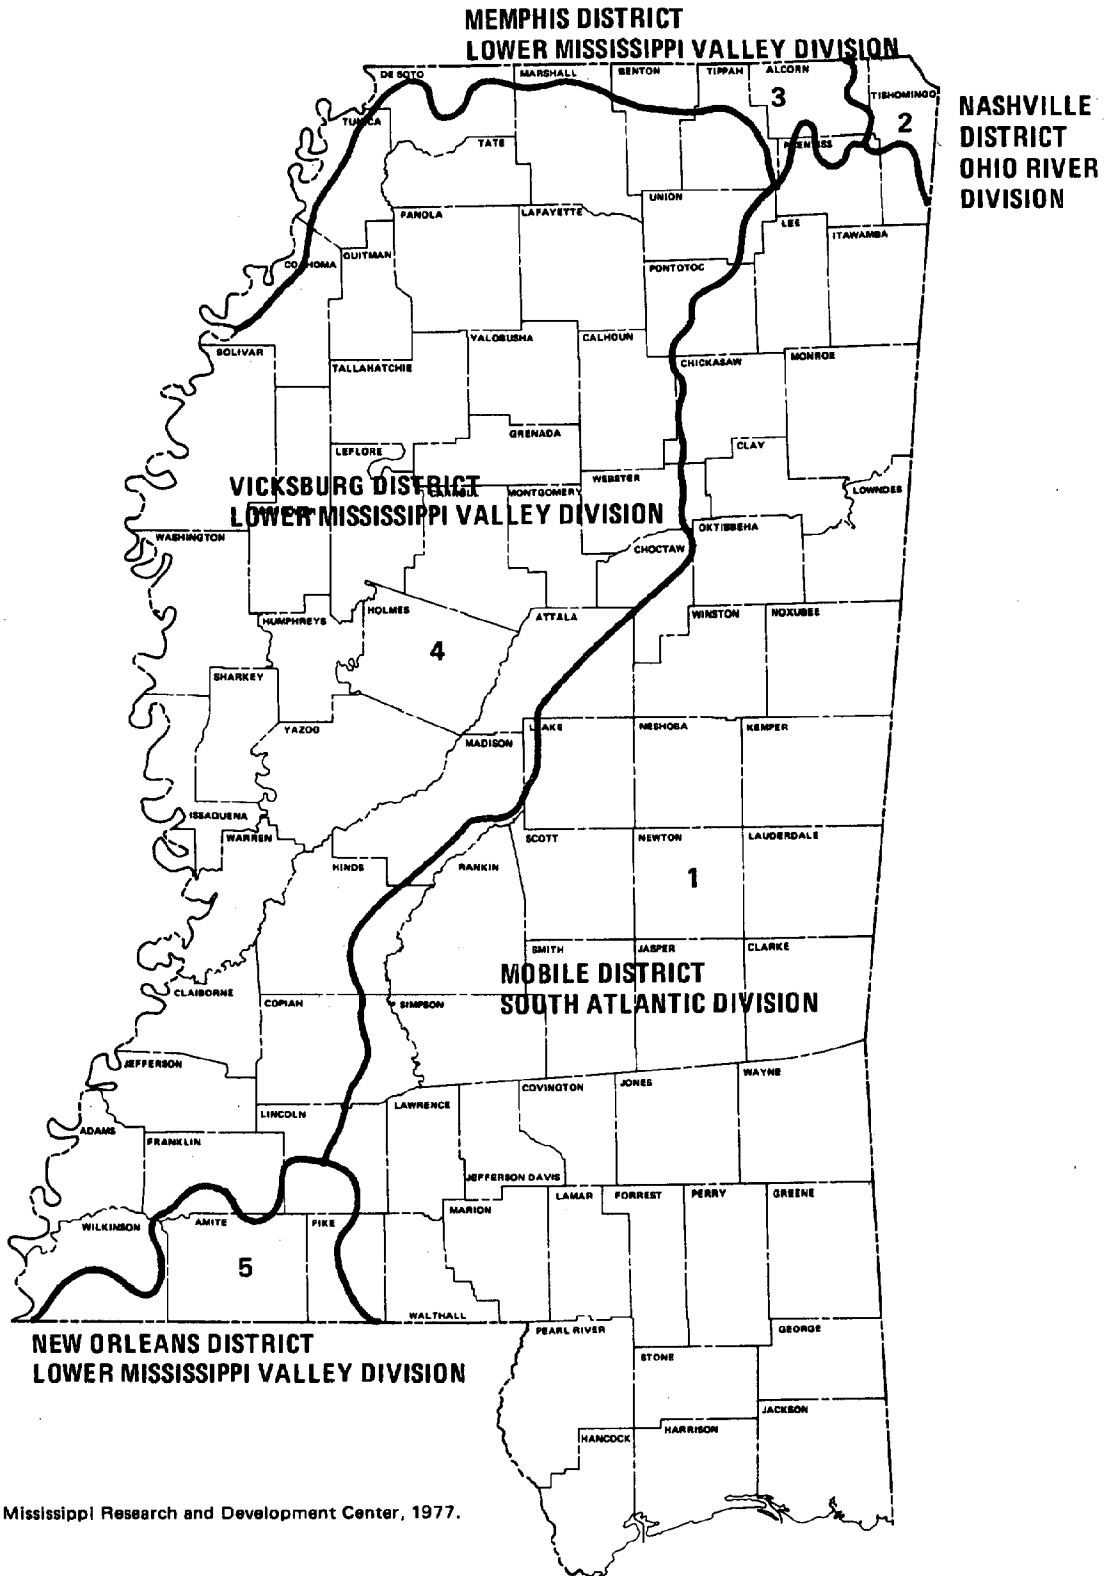 MEMPHIS DISTRICT
LOWER MISSISSIPPI VALLEY DIVISION
DE SOTO
MARSHALL
BENTON
TIPPAH
ALCORN
3
TISHOMINGO
2
NASHVILLE
DISTRICT
OHIO RIVER
DIVISION
TUNICA
TATE
PRENTISS
UNION
PANOLA
LAFAYETTE
LEE
ITAWAMBA
COAHOMA
QUITMAN
PONTOTOC
BOLIVAR
YALOBUSHA
CALHOUN
TALLAHATCHIE
CHICKASAW
MONROE
GRENADA
CLAY
LEFLORE
WEBSTER
LOWNDES
VICKSBURG DISTRICT
LOWER MISSISSIPPI VALLEY DIVISION
CARROLL
MONTGOMERY
OKTIBBEHA
WASHINGTON
CHOCTAW
HUMPHREYS
HOLMES
ATTALA
WINSTON
NOXUBEE
4
SHARKEY
YAZOO
MADISON
LEAKE
NESHOBA
KEMPER
ISSAQUENA
WARREN
HINDS
RANKIN
SCOTT
NEWTON
LAUDERDALE
1
SMITH
JASPER
CLARKE
MOBILE DISTRICT
SOUTH ATLANTIC DIVISION
CLAIBORNE
COPIAH
SIMPSON
JEFFERSON
COVINGTON
JONES
WAYNE
LINCOLN
LAWRENCE
ADAMS
FRANKLIN
JEFFERSON DAVIS
MARION
LAMAR
FORREST
PERRY
GREENE
WILKINSON
AMITE
PIKE
5
WALTHALL
PEARL RIVER
GEORGE
NEW ORLEANS DISTRICT
LOWER MISSISSIPPI VALLEY DIVISION
STONE
JACKSON
HANCOCK
HARRISON
Mississippi Research and Development Center, 1977.